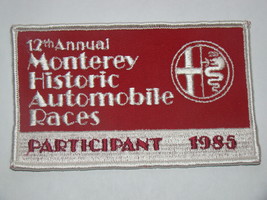 12th Annual
Monterey
Historic
Automobile
Races
PARTICIPANT 1985